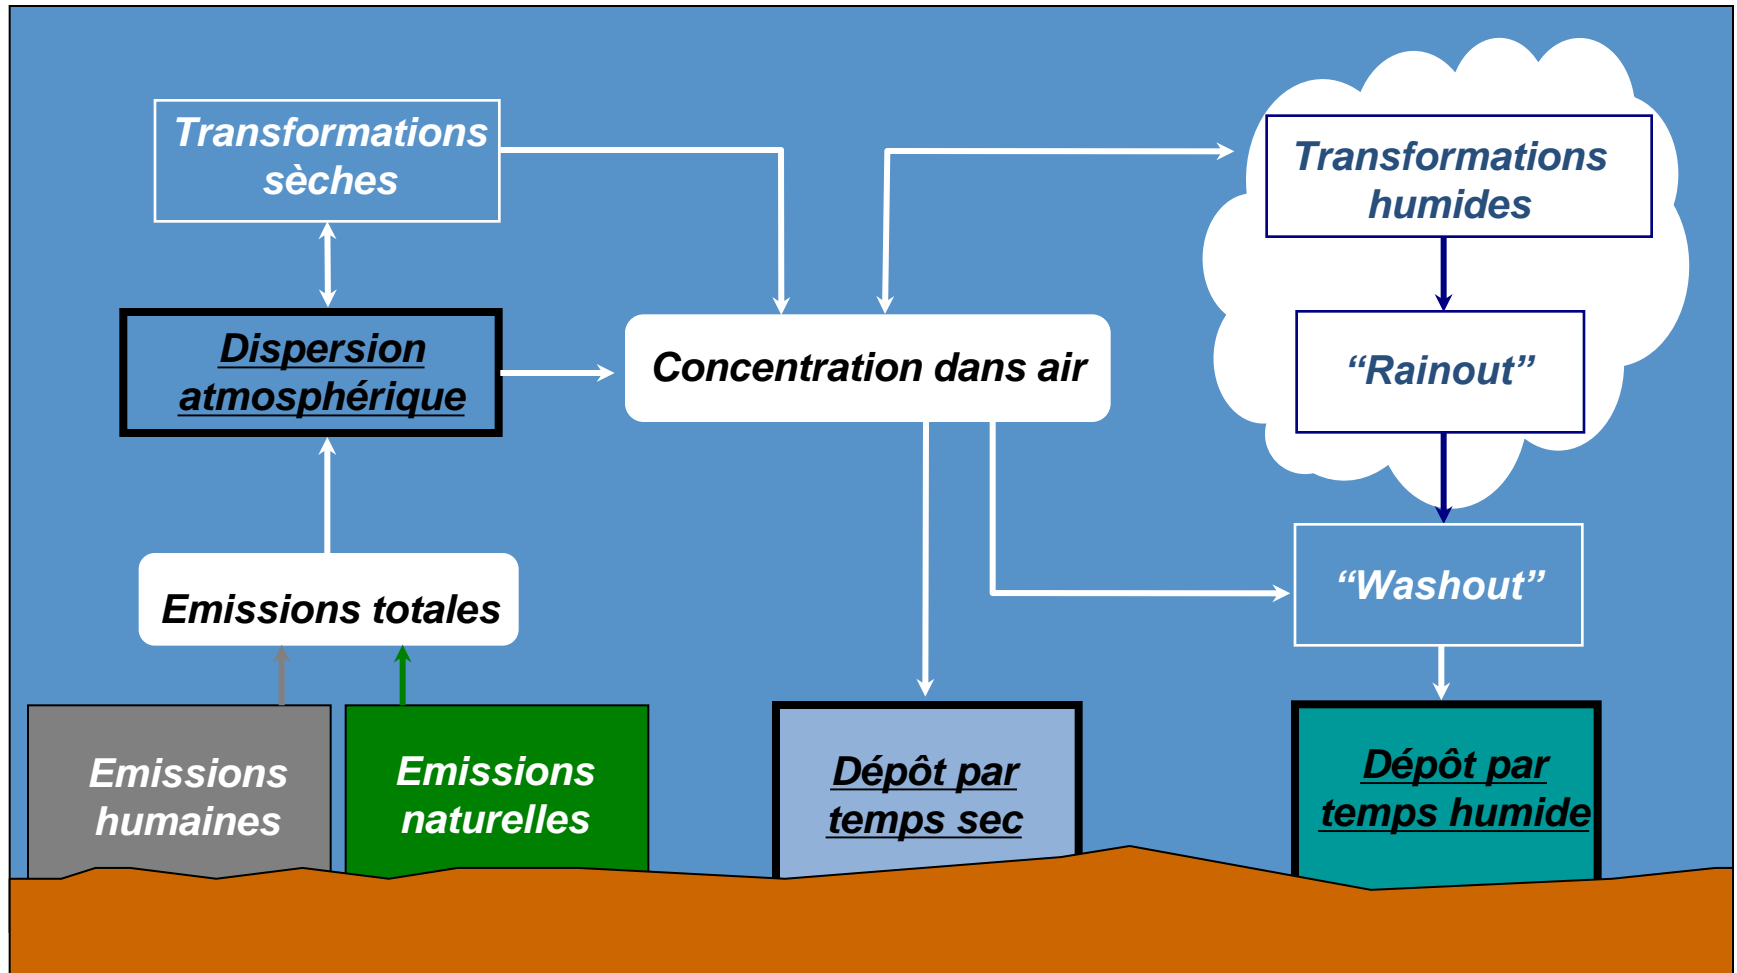 Transformations
sèches
Transformations
humides
Dispersion
atmosphérique
Concentration dans air
“Rainout”
Emissions totales
“Washout”
Emissions
humaines
Emissions
naturelles
Dépôt par
temps sec
Dépôt par
temps humide